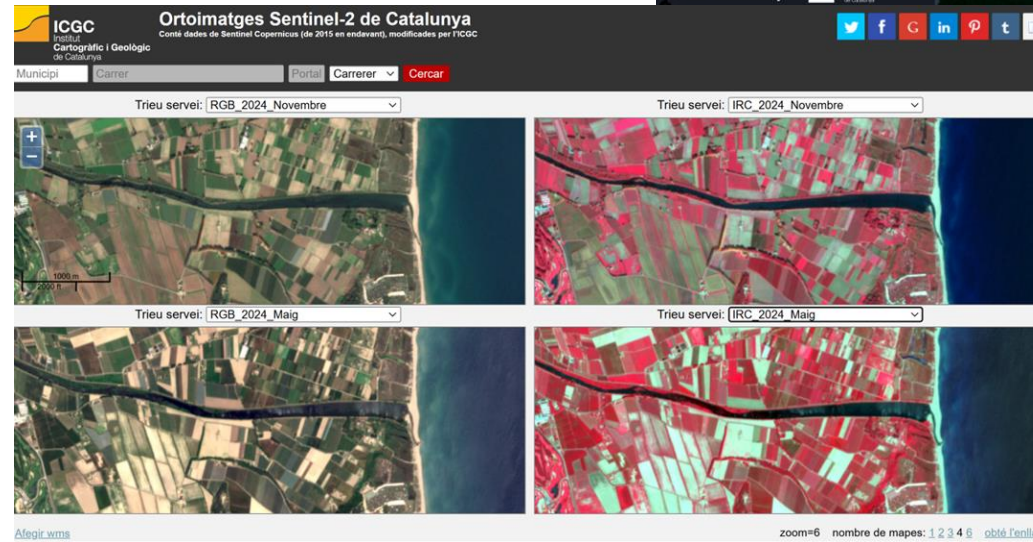 ICGC
Institut
Cartogràfic i Geològic
de Catalunya
Ortoimatges Sentinel-2 de Catalunya
Conté dades de Sentinel Copernicus (de 2015 en endavant), modificades per l'ICGC
Municipi Carrer Portal Carrerer Cercar
Trieu servei: RGB_2024_Novembre
Trieu servei: IRC_2024_Novembre
+
−
1000 m
2000 ft
Trieu servei: RGB_2024_Maig
Trieu servei: IRC_2024_Maig
Afegir wms
zoom=6 nombre de mapes: 1 2 3 4 6 obté l'enll